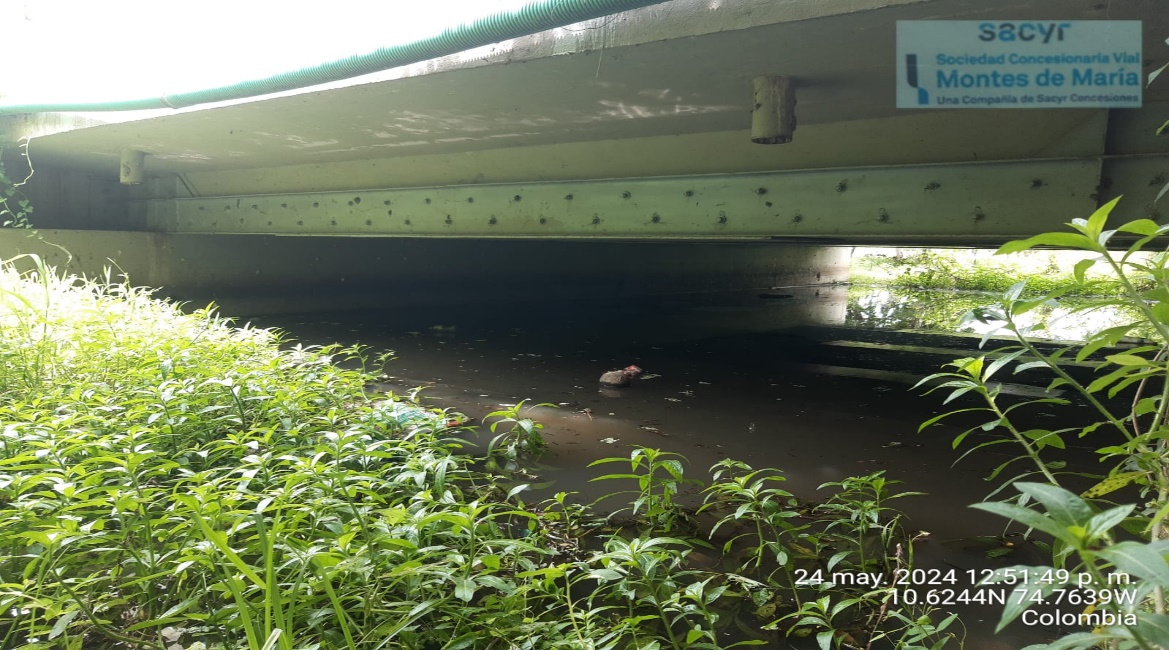 sacyr
Sociedad Concesionaria Vial
Montes de María
Una Compañía de Sacyr Concesiones
24 may. 2024 12:51:49 p. m.
10.6244N 74.7639W
Colombia